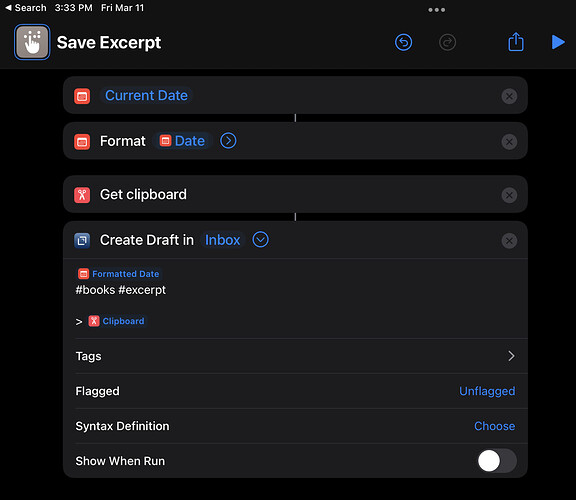 ◀ Search 3:33 PM Fri Mar 11
Save Excerpt
Current Date
Format Date
Get clipboard
Create Draft in Inbox
Formatted Date
#books #excerpt
> Clipboard
Tags
Flagged Unflagged
Syntax Definition Choose
Show When Run